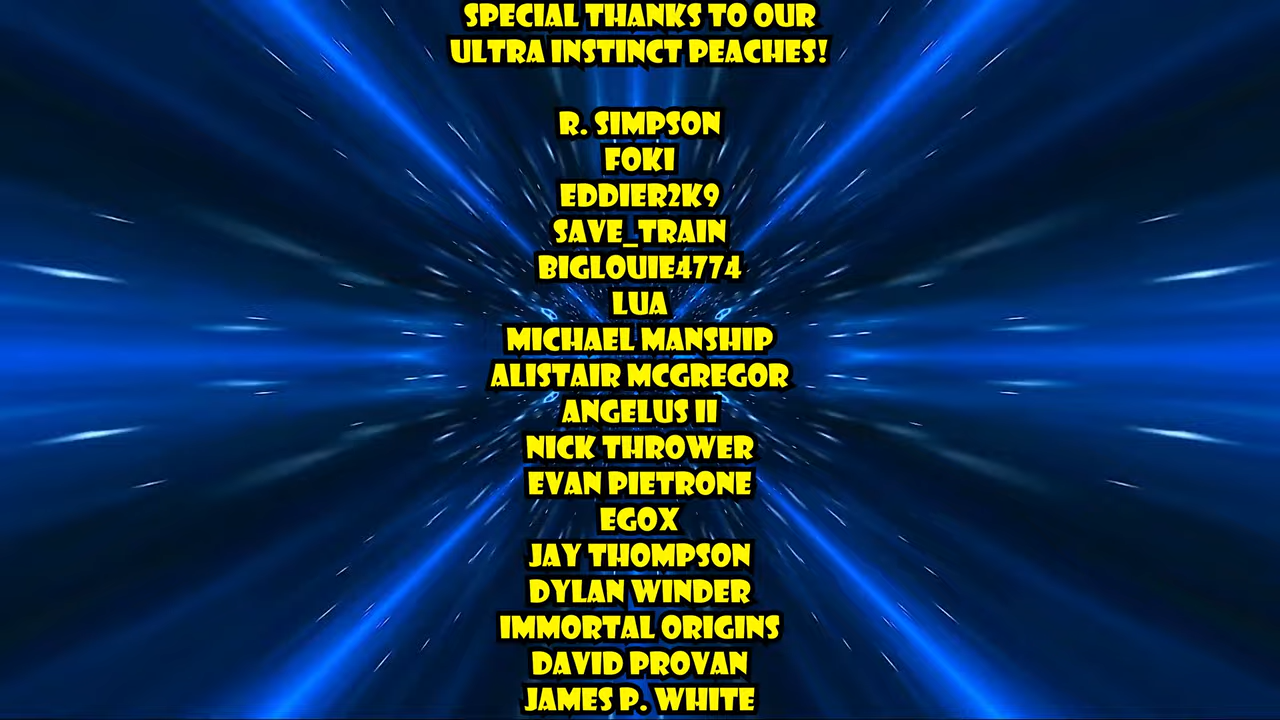 SPECIAL THANKS TO OUR
ULTRA INSTINCT PEACHES!
R. SIMPSON
FOKI
EDDIER2K9
SAVE_TRAIN
BIGLOUIE4774
LUA
MICHAEL MANSHIP
ALISTAIR MCGREGOR
ANGELUS II
NICK THROWER
EVAN PIETRONE
EGOX
JAY THOMPSON
DYLAN WINDER
IMMORTAL ORIGINS
DAVID PROVAN
JAMES P. WHITE